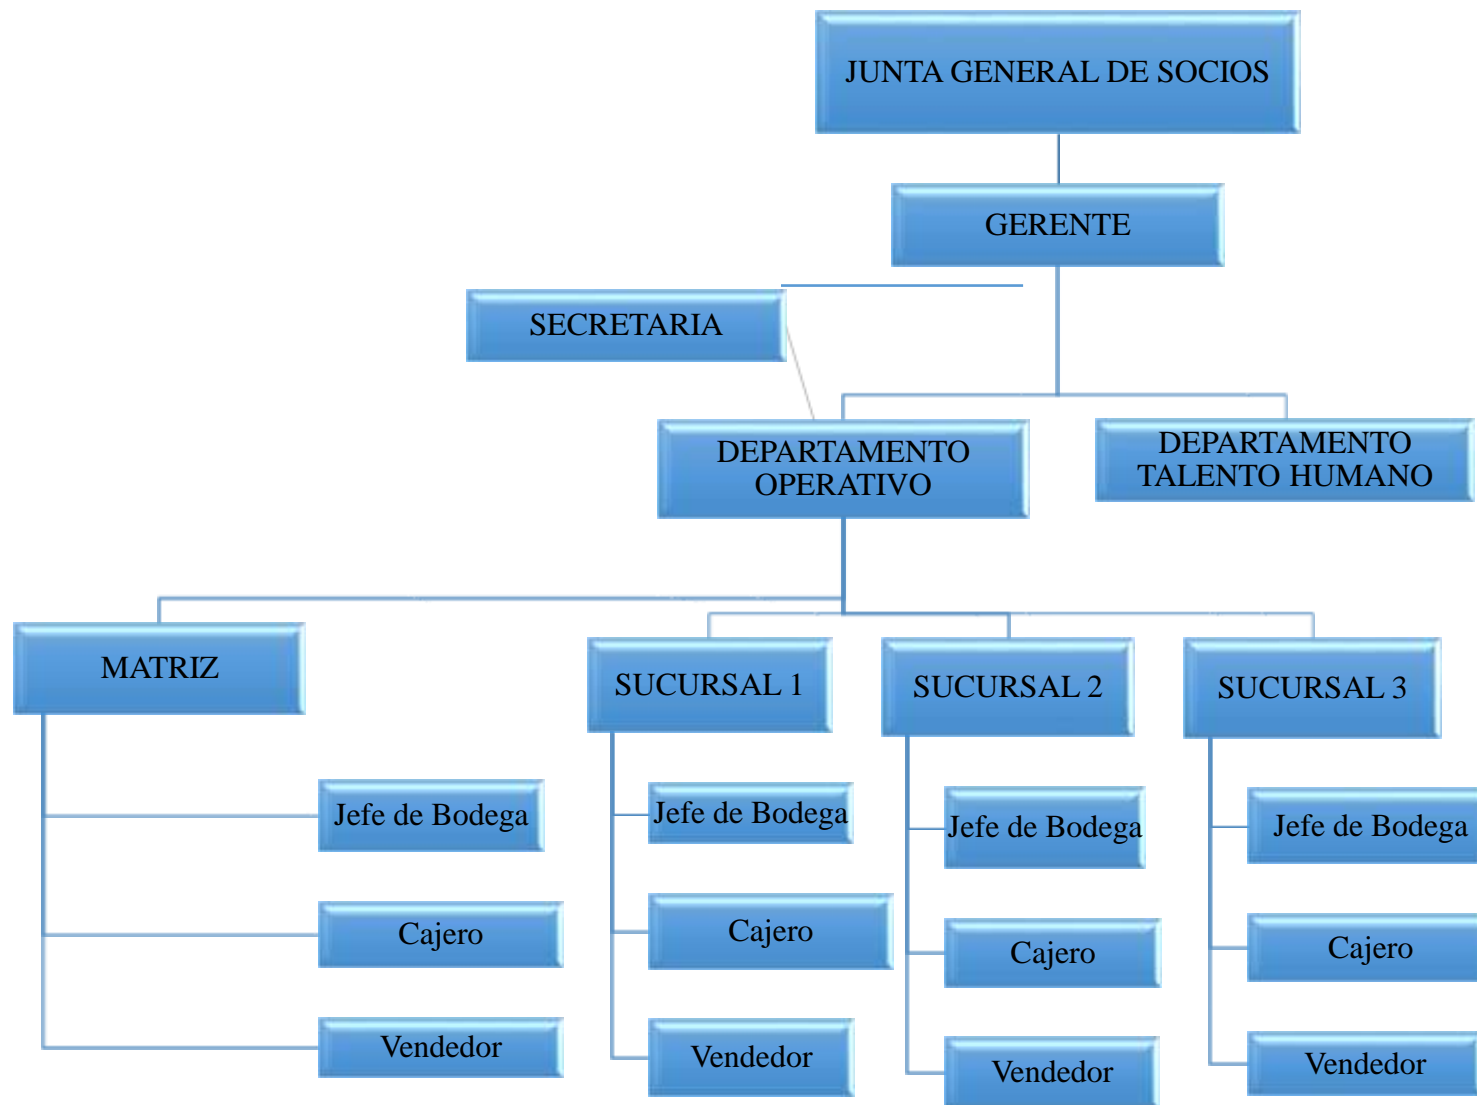 JUNTA GENERAL DE SOCIOS
GERENTE
SECRETARIA
DEPARTAMENTO
OPERATIVO
DEPARTAMENTO
TALENTO HUMANO
MATRIZ
SUCURSAL 1
SUCURSAL 2
SUCURSAL 3
Jefe de Bodega
Jefe de Bodega
Jefe de Bodega
Jefe de Bodega
Cajero
Cajero
Cajero
Cajero
Vendedor
Vendedor
Vendedor
Vendedor